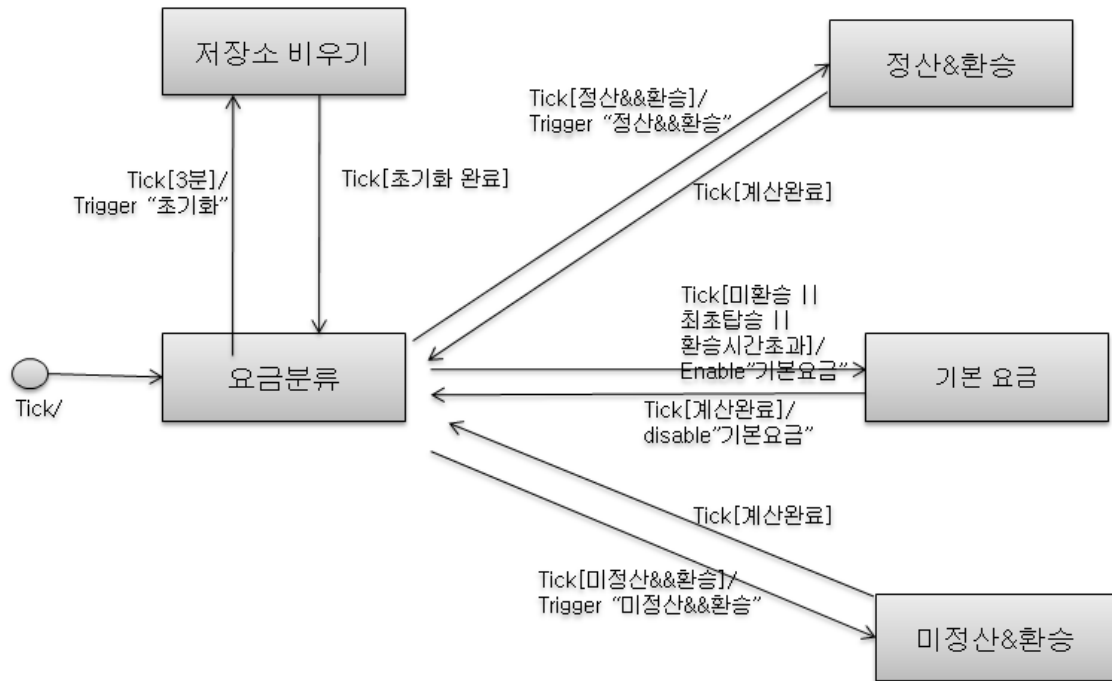 저장소 비우기
정산&환승
Tick[정산&&환승]/
Trigger “정산&&환승”
Tick[3분]/
Trigger “초기화”
Tick[초기화 완료]
Tick[계산완료]
Tick[미환승 ||
최초탑승 ||
환승시간초과]/
Enable”기본요금”
요금분류
기본 요금
Tick/
Tick[계산완료]/
disable”기본요금”
Tick[계산완료]
Tick[미정산&&환승]/
Trigger “미정산&&환승”
미정산&환승